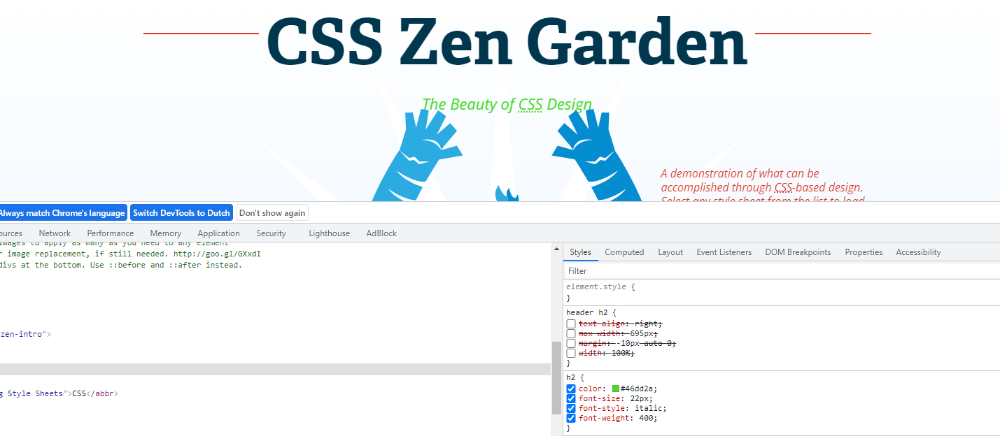 CSS Zen Garden
The Beauty of CSS Design
A demonstration of what can be
accomplished through CSS-based design.
Select any style sheet from the list to load
Always match Chrome's language
Switch DevTools to Dutch
Don't show again
ources Network Performance Memory Application Security Lighthouse AdBlock
images to apply as many as you need to any element
r image replacement, if still needed. http://goo.gl/GXxdI
divs at the bottom. Use ::before and ::after instead.
zen-intro">
g Style Sheets">CSS</abbr>
Styles Computed Layout Event Listeners DOM Breakpoints Properties Accessibility
Filter
element.style {
}
header h2 {
text-align: right;
max-width: 695px;
margin: -10px auto 0;
width: 100%;
}
h2 {
color: #46dd2a;
font-size: 22px;
font-style: italic;
font-weight: 400;
}